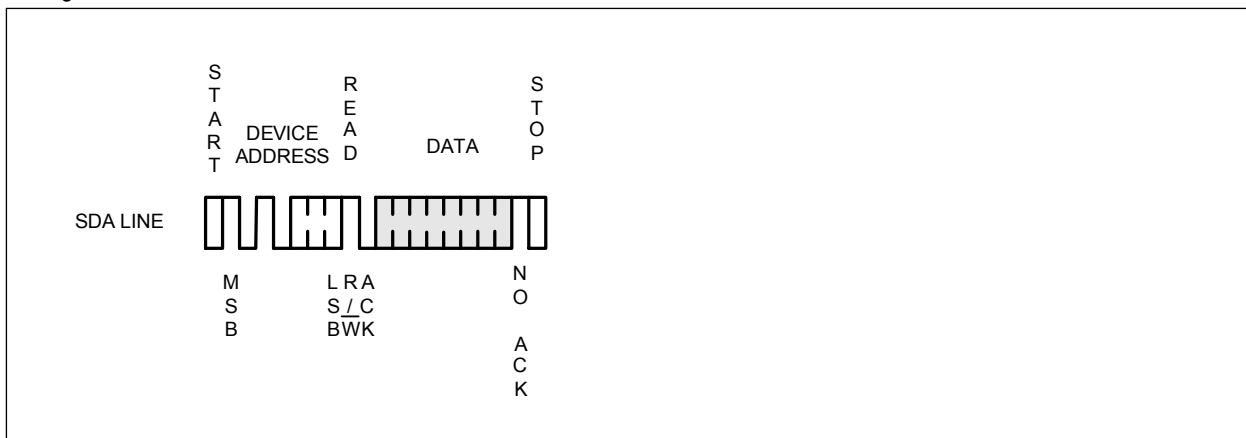 START
DEVICE
ADDRESS
READ
DATA
STOP
SDA LINE
MSB
LSB
R/W
ACK
NO ACK